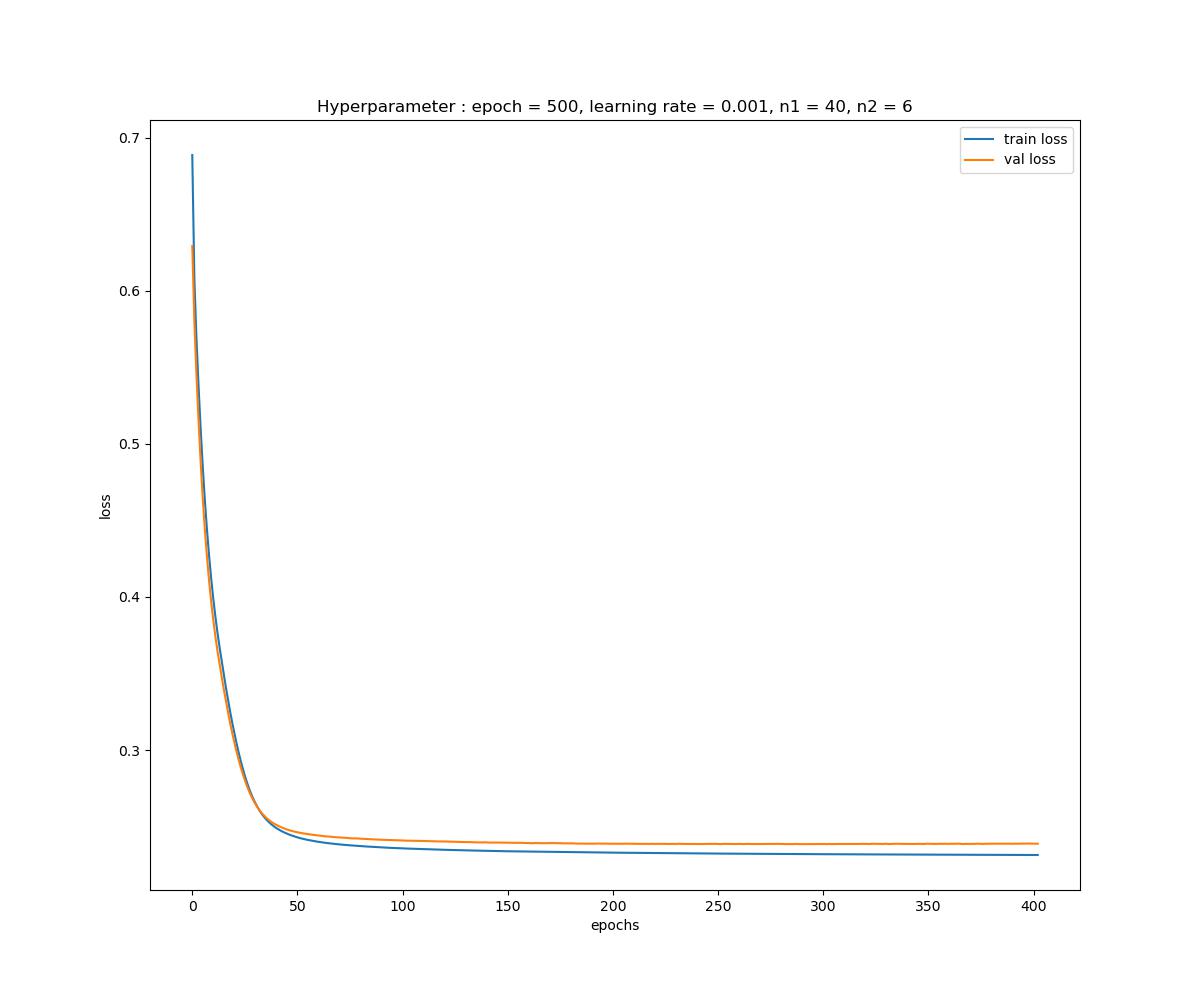 Hyperparameter : epoch = 500, learning rate = 0.001, n1 = 40, n2 = 6
train loss
val loss
0.7
0.6
0.5
0.4
0.3
loss
0 50 100 150 200 250 300 350 400
epochs